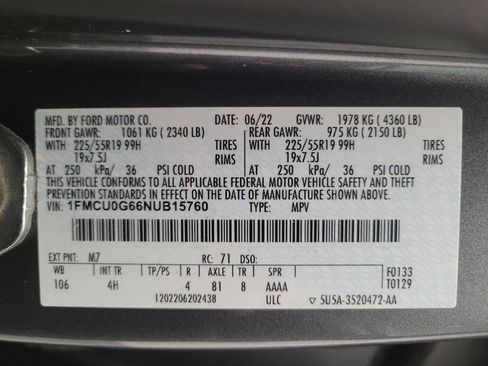 MFD. BY FORD MOTOR CO. DATE: 06/22 GVWR: 1978 KG ( 4360 LB)
FRONT GAWR: 1061 KG ( 2340 LB) REAR GAWR: 975 KG ( 2150 LB)
WITH 225/55R19 99H TIRES WITH 225/55R19 99H TIRES
19x7.5J RIMS 19x7.5J RIMS
AT 250 kPa/ 36 PSI COLD AT 250 kPa/ 36 PSI COLD
THIS VEHICLE CONFORMS TO ALL APPLICABLE FEDERAL MOTOR VEHICLE SAFETY AND THEFT
PREVENTION STANDARDS IN EFFECT ON THE DATE OF MANUFACTURE SHOWN ABOVE.
VIN: 1FMCU0G66NUB15760 TYPE: MPV
EXT PNT: M7 RC: 71 DSO: F0133
WB INT TR TP/PS R AXLE TR SPR T0129
106 4H 4 81 8 AAAA
1202206202438 ULC 5U5A-3520472-AA